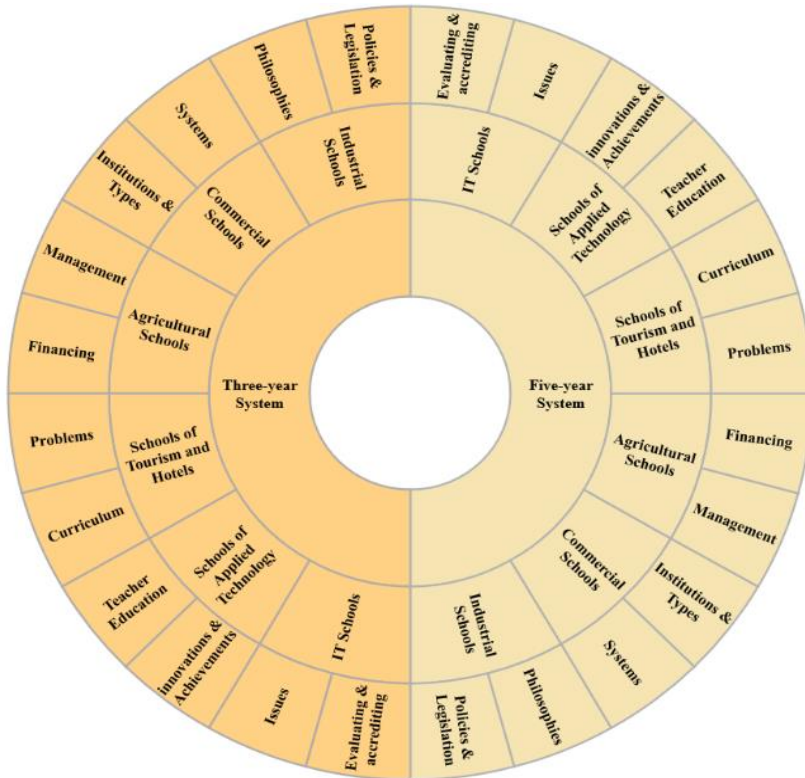 Policies &
Legislation
Philosophies
Systems
Institutions &
Types
Management
Financing
Problems
Curriculum
Teacher
Education
innovations &
Achievements
Issues
Evaluating &
accrediting
Industrial
Schools
Commercial
Schools
Agricultural
Schools
Schools of
Tourism and
Hotels
Schools of
Applied
Technology
IT Schools
Three-year
System
Evaluating &
accrediting
Issues
innovations &
Achievements
Teacher
Education
Curriculum
Problems
Financing
Management
Institutions &
Types
Systems
Philosophies
Policies &
Legislation
IT Schools
Schools of
Applied
Technology
Schools of
Tourism and
Hotels
Agricultural
Schools
Commercial
Schools
Industrial
Schools
Five-year
System